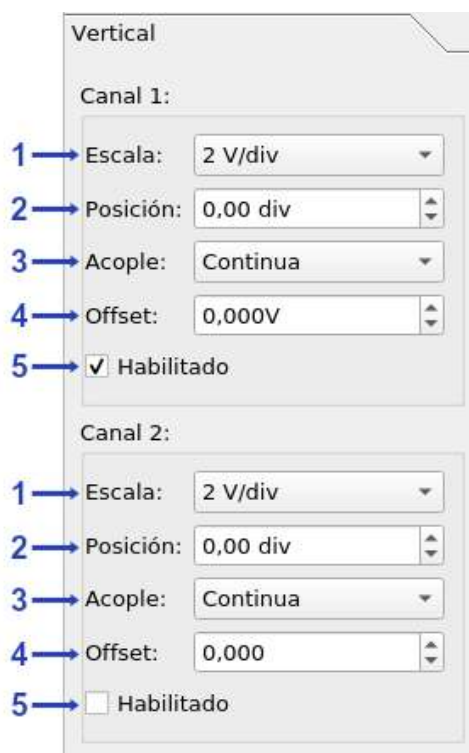 Vertical
Canal 1:
1 Escala: 2 V/div
2 Posición: 0,00 div
3 Acople: Continua
4 Offset: 0,000V
5 Habilitado
Canal 2:
1 Escala: 2 V/div
2 Posición: 0,00 div
3 Acople: Continua
4 Offset: 0,000
5 Habilitado